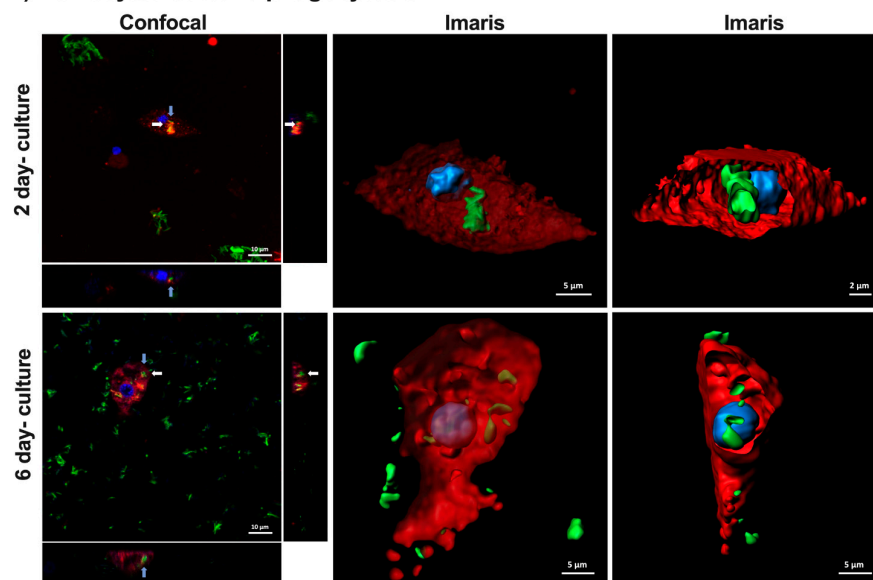 Confocal
Imaris
Imaris
2 day- culture
10 µm
5 µm
2 µm
6 day- culture
10 µm
5 µm
5 µm